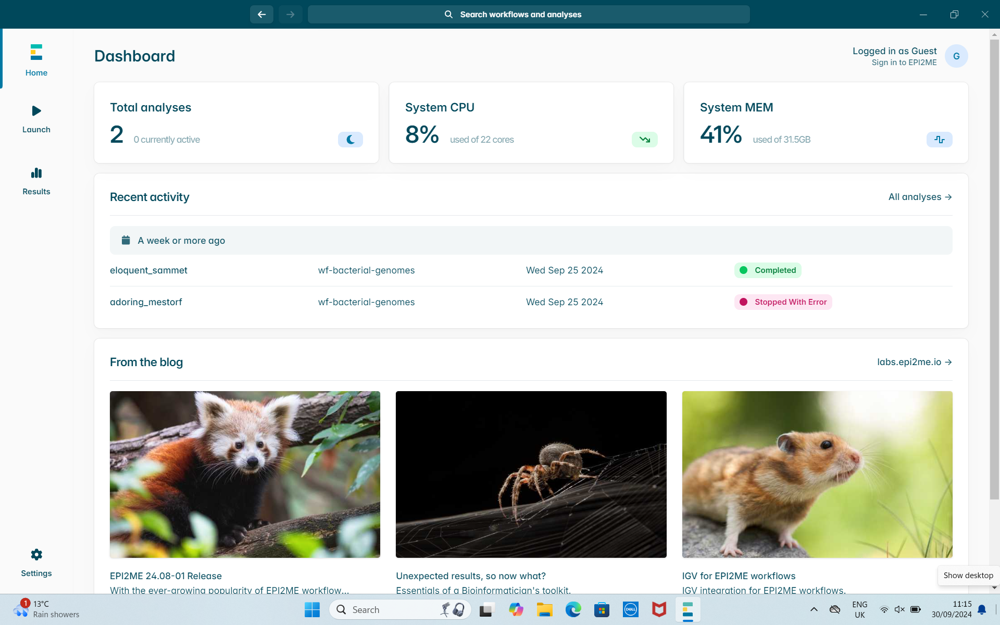 Search workflows and analyses
Dashboard
Logged in as Guest
Sign in to EPI2ME
G
Home
Launch
Results
Settings
Total analyses
2 0 currently active
System CPU
8% used of 22 cores
System MEM
41% used of 31.5GB
Recent activity
All analyses →
A week or more ago
eloquent_sammet wf-bacterial-genomes Wed Sep 25 2024 Completed
adoring_mestorf wf-bacterial-genomes Wed Sep 25 2024 Stopped With Error
From the blog
labs.epi2me.io →
EPI2ME 24.08-01 Release
With the ever-growing popularity of EPI2ME workflow...
Unexpected results, so now what?
Essentials of a Bioinformatician's toolkit.
IGV for EPI2ME workflows
IGV integration for EPI2ME workflows.
Show desktop
1
13°C
Rain showers
Search
DELL
ENG
UK
11:15
30/09/2024